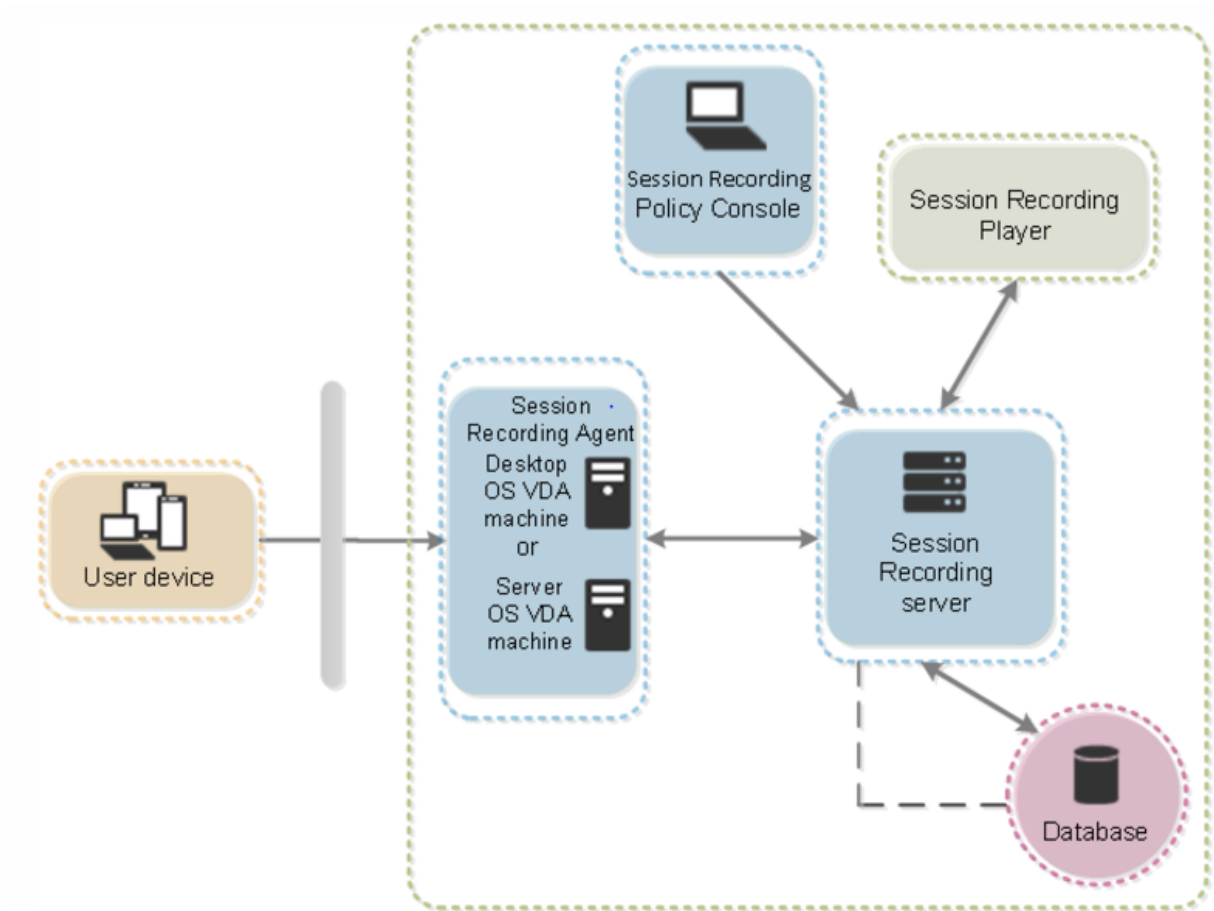 Session Recording
Policy Console
Session Recording
Player
Session
Recording Agent
Desktop
OS VDA
machine
or
Server
OS VDA
machine
User device
Session
Recording
server
Database